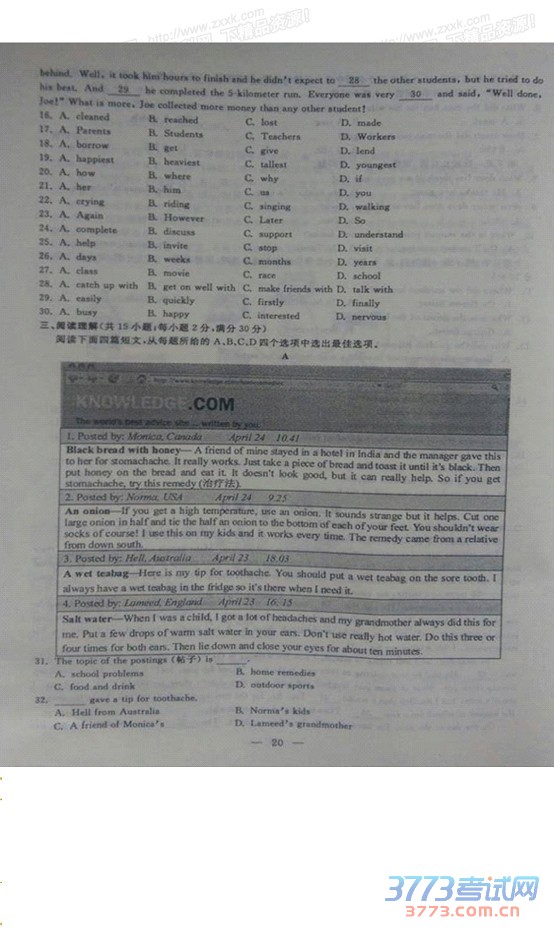 http://www.zxxk.com
behind. Well, it took him hours to finish and he didn't expect to 28 the other students, but he tried to do
his best. And 29 he completed the 5-kilometer run. Everyone was very 30 and said, "Well done,
Joe!" What is more, Joe collected more money than any other student!
16. A. cleaned B. reached C. lost D. made
17. A. Parents B. Students C. Teachers D. Workers
18. A. borrow B. get C. give D. lend
19. A. happiest B. heaviest C. tallest D. youngest
20. A. how B. where C. why D. if
21. A. her B. him C. us D. you
22. A. crying B. riding C. singing D. walking
23. A. Again B. However C. Later D. So
24. A. complete B. discuss C. support D. understand
25. A. help B. invite C. stop D. visit
26. A. days B. weeks C. months D. years
27. A. class B. movie C. race D. school
28. A. catch up with B. get on well with C. make friends with D. talk with
29. A. easily B. quickly C. firstly D. finally
30. A. busy B. happy C. interested D. nervous
三、阅读理解(共15小题;每小题2分,满分30分)
阅读下面四篇短文,从每题所给的A、B、C、D四个选项中选出最佳选项。
A
KNOWLEDGE.COM
The world's best advice site ... written by you
1. Posted by: Monica, Canada April 24 10.41
Black bread with honey—A friend of mine stayed in a hotel in India and the manager gave this
to her for stomachache. It really works. Just take a piece of bread and toast it until it's black. Then
put honey on the bread and eat it. It doesn't look good, but it can really help. So if you get
stomachache, try this remedy (治疗法).
2. Posted by: Norma, USA April 24 9.25
An onion—If you get a high temperature, use an onion. It sounds strange but it helps. Cut one
large onion in half and tie the half an onion to the bottom of each of your feet. You shouldn't wear
socks of course! I use this on my kids and it works every time. The remedy came from a relative
from down south.
3. Posted by: Hell, Australia April 23 18.03
A wet teabag—Here is my tip for toothache. You should put a wet teabag on the sore tooth. I
always have a wet teabag in the fridge so it's there when I need it.
4. Posted by: Lameed, England April 23 16.15
Salt water—When I was a child, I got a lot of headaches and my grandmother always did this for
me. Put a few drops of warm salt water in your ears. Don't use really hot water. Do this three or
four times for both ears. Then lie down and close your eyes for about ten minutes.
31. The topic of the postings (帖子) is ____.
A. school problems B. home remedies
C. food and drink D. outdoor sports
32. ____ gave a tip for toothache.
A. Hell from Australia B. Norma's kids
C. A friend of Monica's D. Lameed's grandmother
— 20 —
3773考试网
www.3773.com.cn